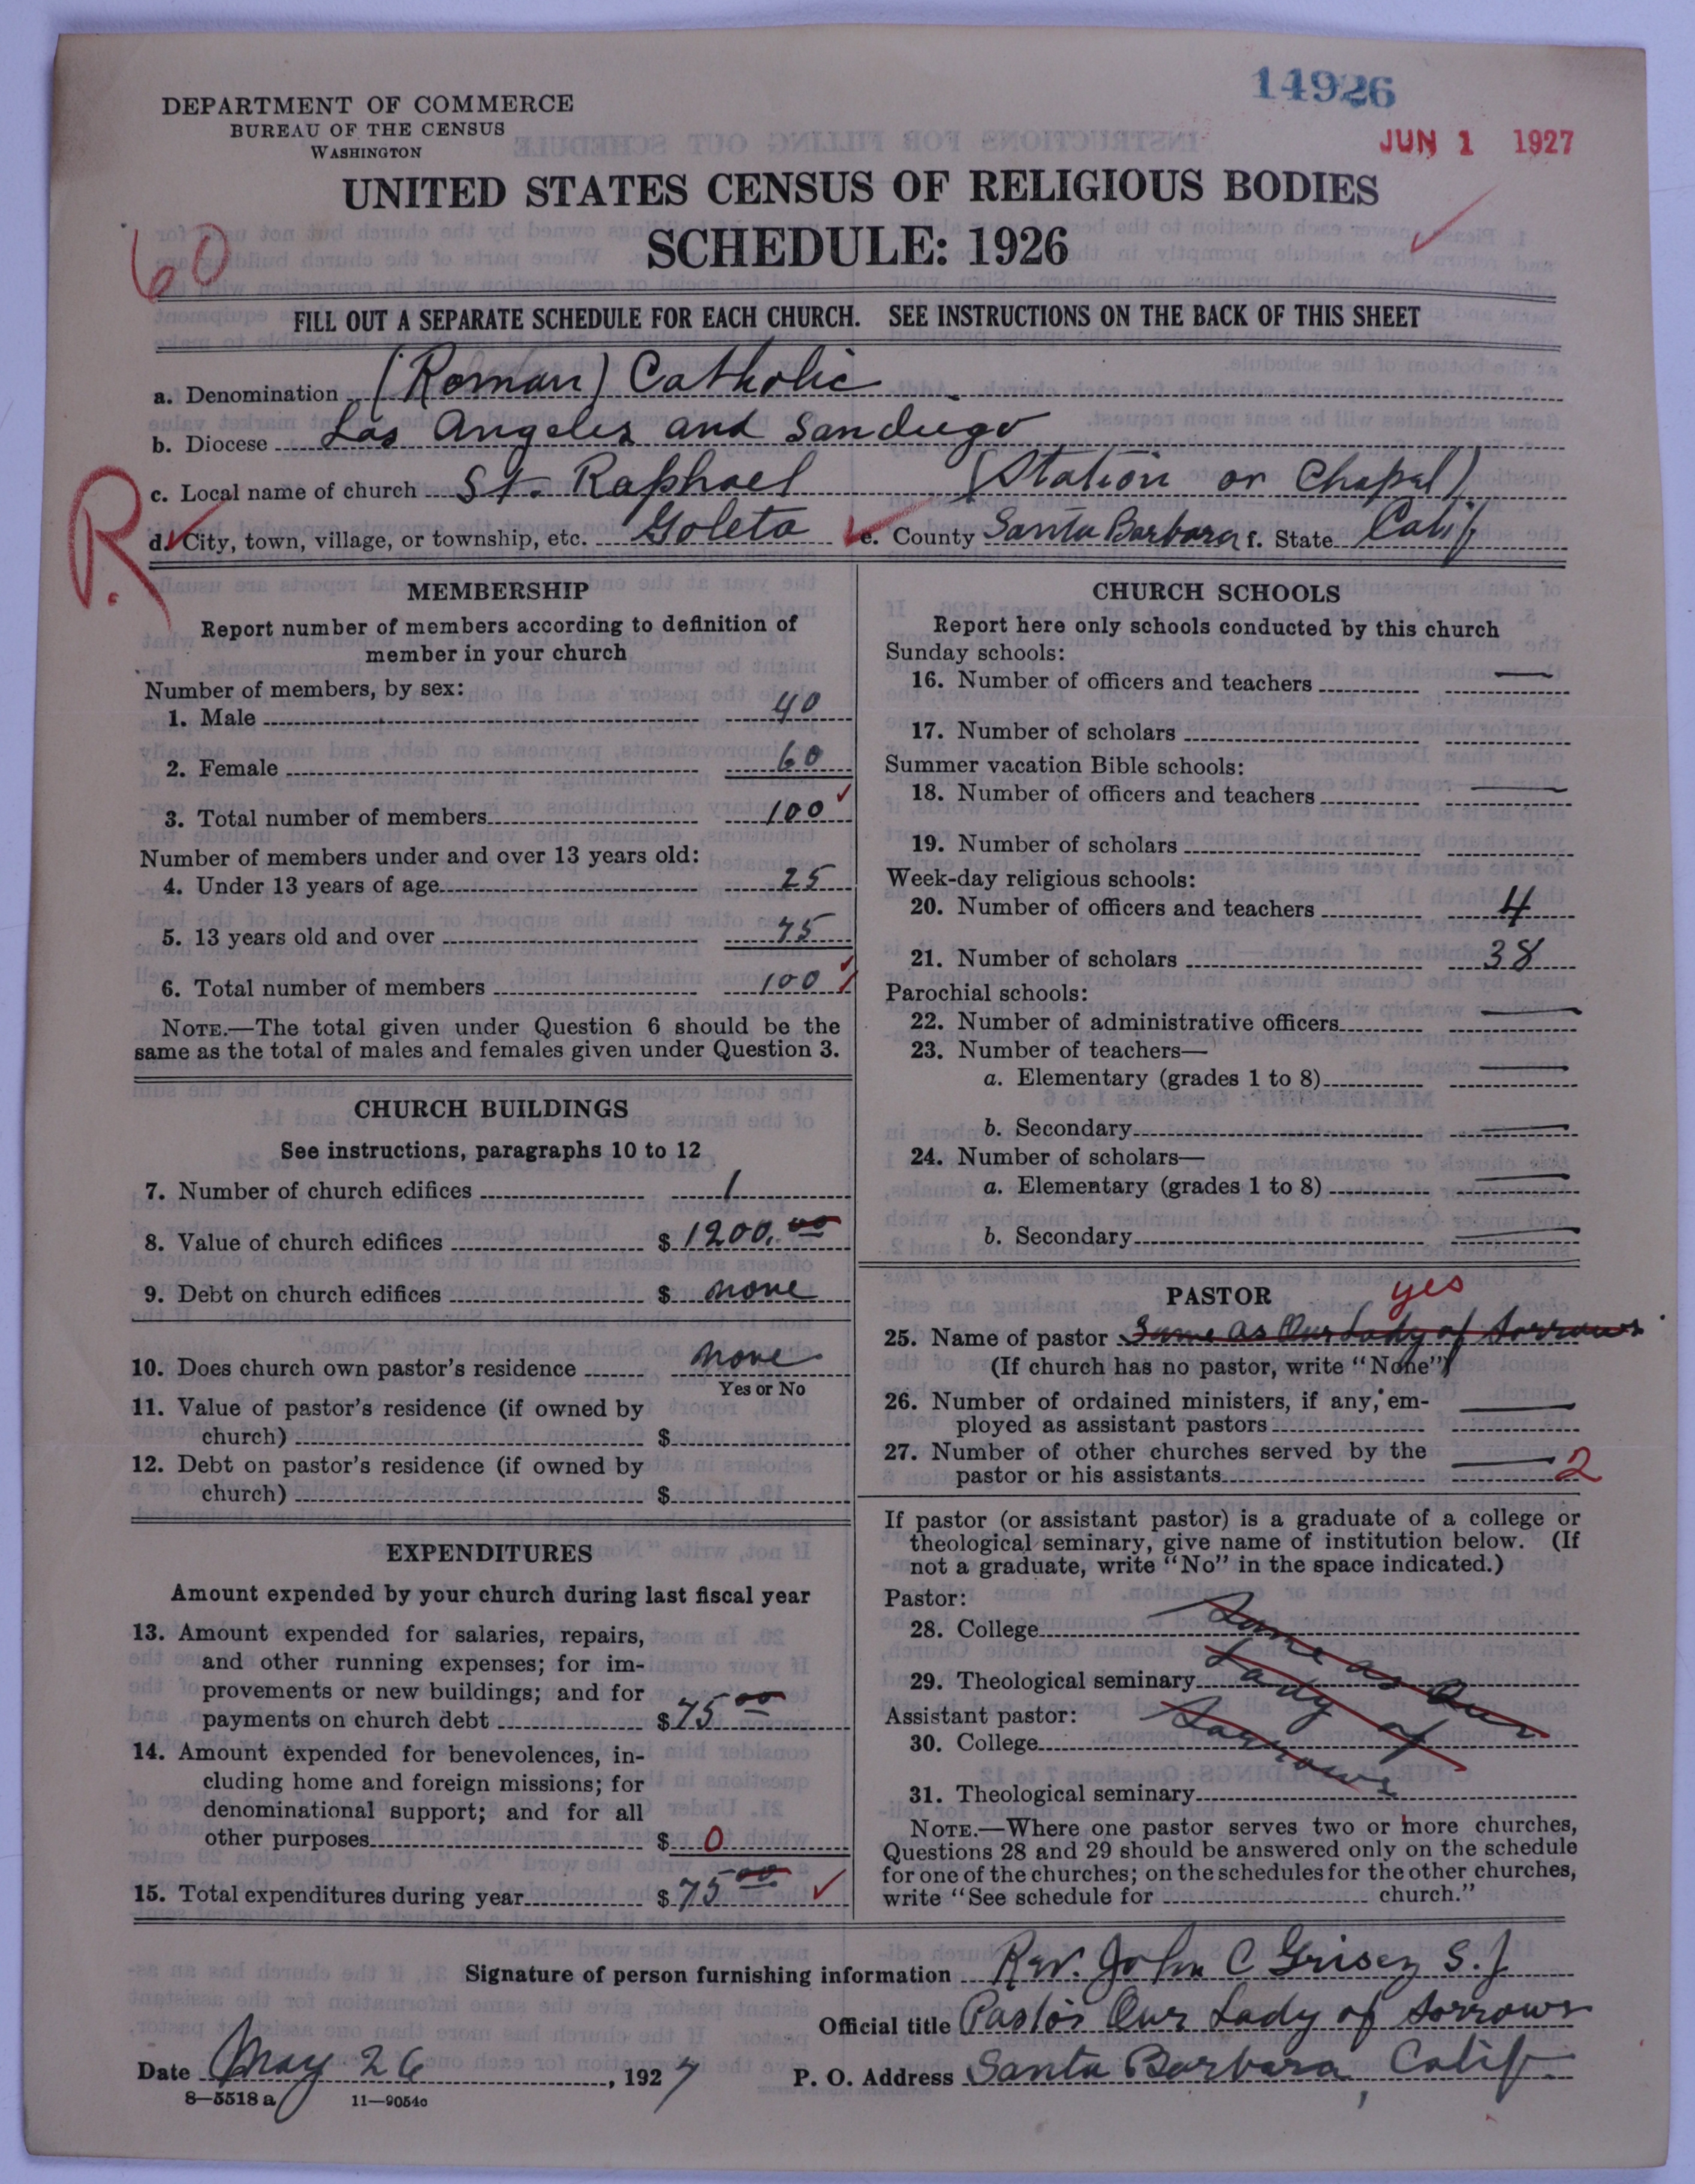 14926
JUN 1 1927
DEPARTMENT OF COMMERCE
BUREAU OF THE CENSUS
WASHINGTON
UNITED STATES CENSUS OF RELIGIOUS BODIES
SCHEDULE: 1926
60
FILL OUT A SEPARATE SCHEDULE FOR EACH CHURCH. SEE INSTRUCTIONS ON THE BACK OF THIS SHEET
a. Denomination (Roman) Catholic
b. Diocese Los Angeles and San diego
c. Local name of church St. Raphael (Station or Chapel)
R.
d. City, town, village, or township, etc. Goleta e. County Santa Barbara f. State Calif
MEMBERSHIP
Report number of members according to definition of
member in your church
Number of members, by sex:
1. Male 40
2. Female 60
3. Total number of members 100
Number of members under and over 13 years old:
4. Under 13 years of age 25
5. 13 years old and over 75
6. Total number of members 100
NOTE.—The total given under Question 6 should be the
same as the total of males and females given under Question 3.
CHURCH BUILDINGS
See instructions, paragraphs 10 to 12
7. Number of church edifices 1
8. Value of church edifices $ 1200.00
9. Debt on church edifices $ none
10. Does church own pastor's residence none
Yes or No
11. Value of pastor's residence (if owned by
church) $
12. Debt on pastor's residence (if owned by
church) $
EXPENDITURES
Amount expended by your church during last fiscal year
13. Amount expended for salaries, repairs,
and other running expenses; for im-
provements or new buildings; and for
payments on church debt $ 75 00
14. Amount expended for benevolences, in-
cluding home and foreign missions; for
denominational support; and for all
other purposes $ 0
15. Total expenditures during year $ 75 00
CHURCH SCHOOLS
Report here only schools conducted by this church
Sunday schools:
16. Number of officers and teachers —
17. Number of scholars
Summer vacation Bible schools:
18. Number of officers and teachers —
19. Number of scholars
Week-day religious schools:
20. Number of officers and teachers 4
21. Number of scholars 38
Parochial schools:
22. Number of administrative officers —
23. Number of teachers—
a. Elementary (grades 1 to 8) —
b. Secondary —
24. Number of scholars—
a. Elementary (grades 1 to 8) —
b. Secondary —
PASTOR yes
25. Name of pastor Same as Our Lady of Sorrows
(If church has no pastor, write "None")
26. Number of ordained ministers, if any, em-
ployed as assistant pastors —
27. Number of other churches served by the
pastor or his assistants — 2
If pastor (or assistant pastor) is a graduate of a college or
theological seminary, give name of institution below. (If
not a graduate, write "No" in the space indicated.)
Pastor:
28. College Same as Our
29. Theological seminary Lady of
Assistant pastor:
30. College Sorrows
31. Theological seminary
NOTE.—Where one pastor serves two or more churches,
Questions 28 and 29 should be answered only on the schedule
for one of the churches; on the schedules for the other churches,
write "See schedule for church."
Signature of person furnishing information Rev. John C Grisez S.J
Official title Pastor Our Lady of Sorrows
Date May 26, 1927 P. O. Address Santa Barbara, Calif.
8—5518 a 11—9054c